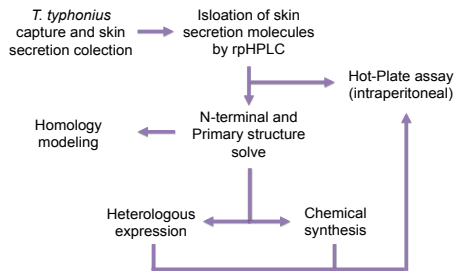 T. typhonius
capture and skin
secretion colection
Isloation of skin
secretion molecules
by rpHPLC
Hot-Plate assay
(intraperitoneal)
N-terminal and
Primary structure
solve
Homology
modeling
Heterologous
expression
Chemical
synthesis